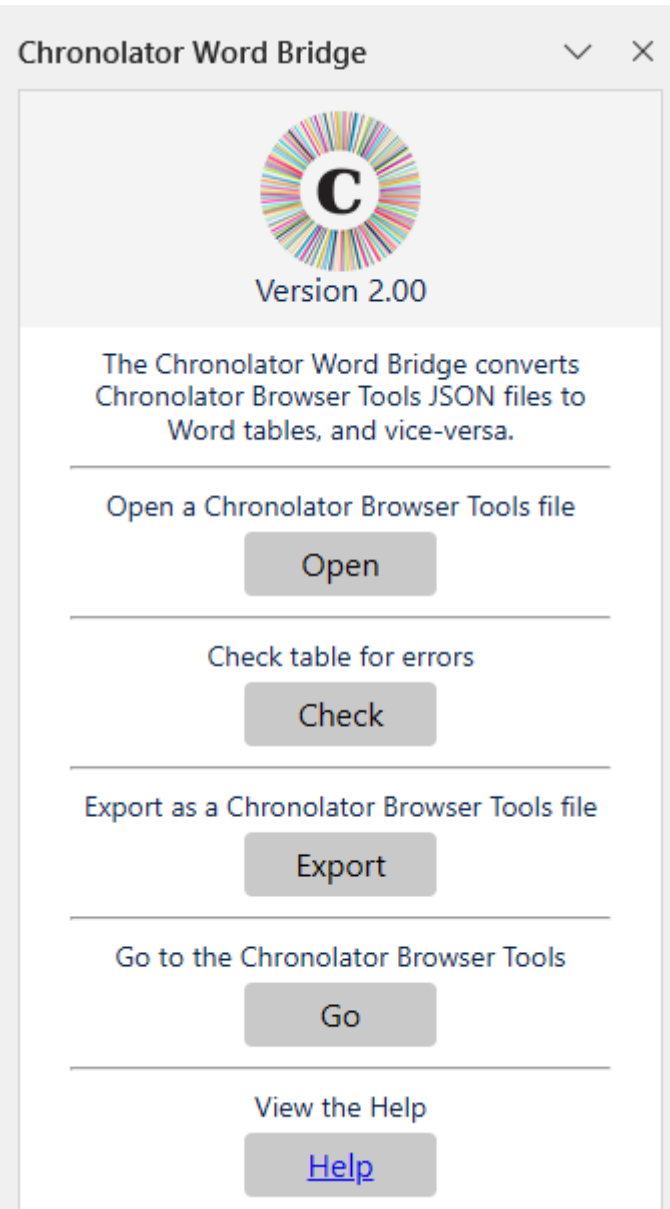 Chronolator Word Bridge
C
Version 2.00
The Chronolator Word Bridge converts
Chronolator Browser Tools JSON files to
Word tables, and vice-versa.
Open a Chronolator Browser Tools file
Open
Check table for errors
Check
Export as a Chronolator Browser Tools file
Export
Go to the Chronolator Browser Tools
Go
View the Help
Help